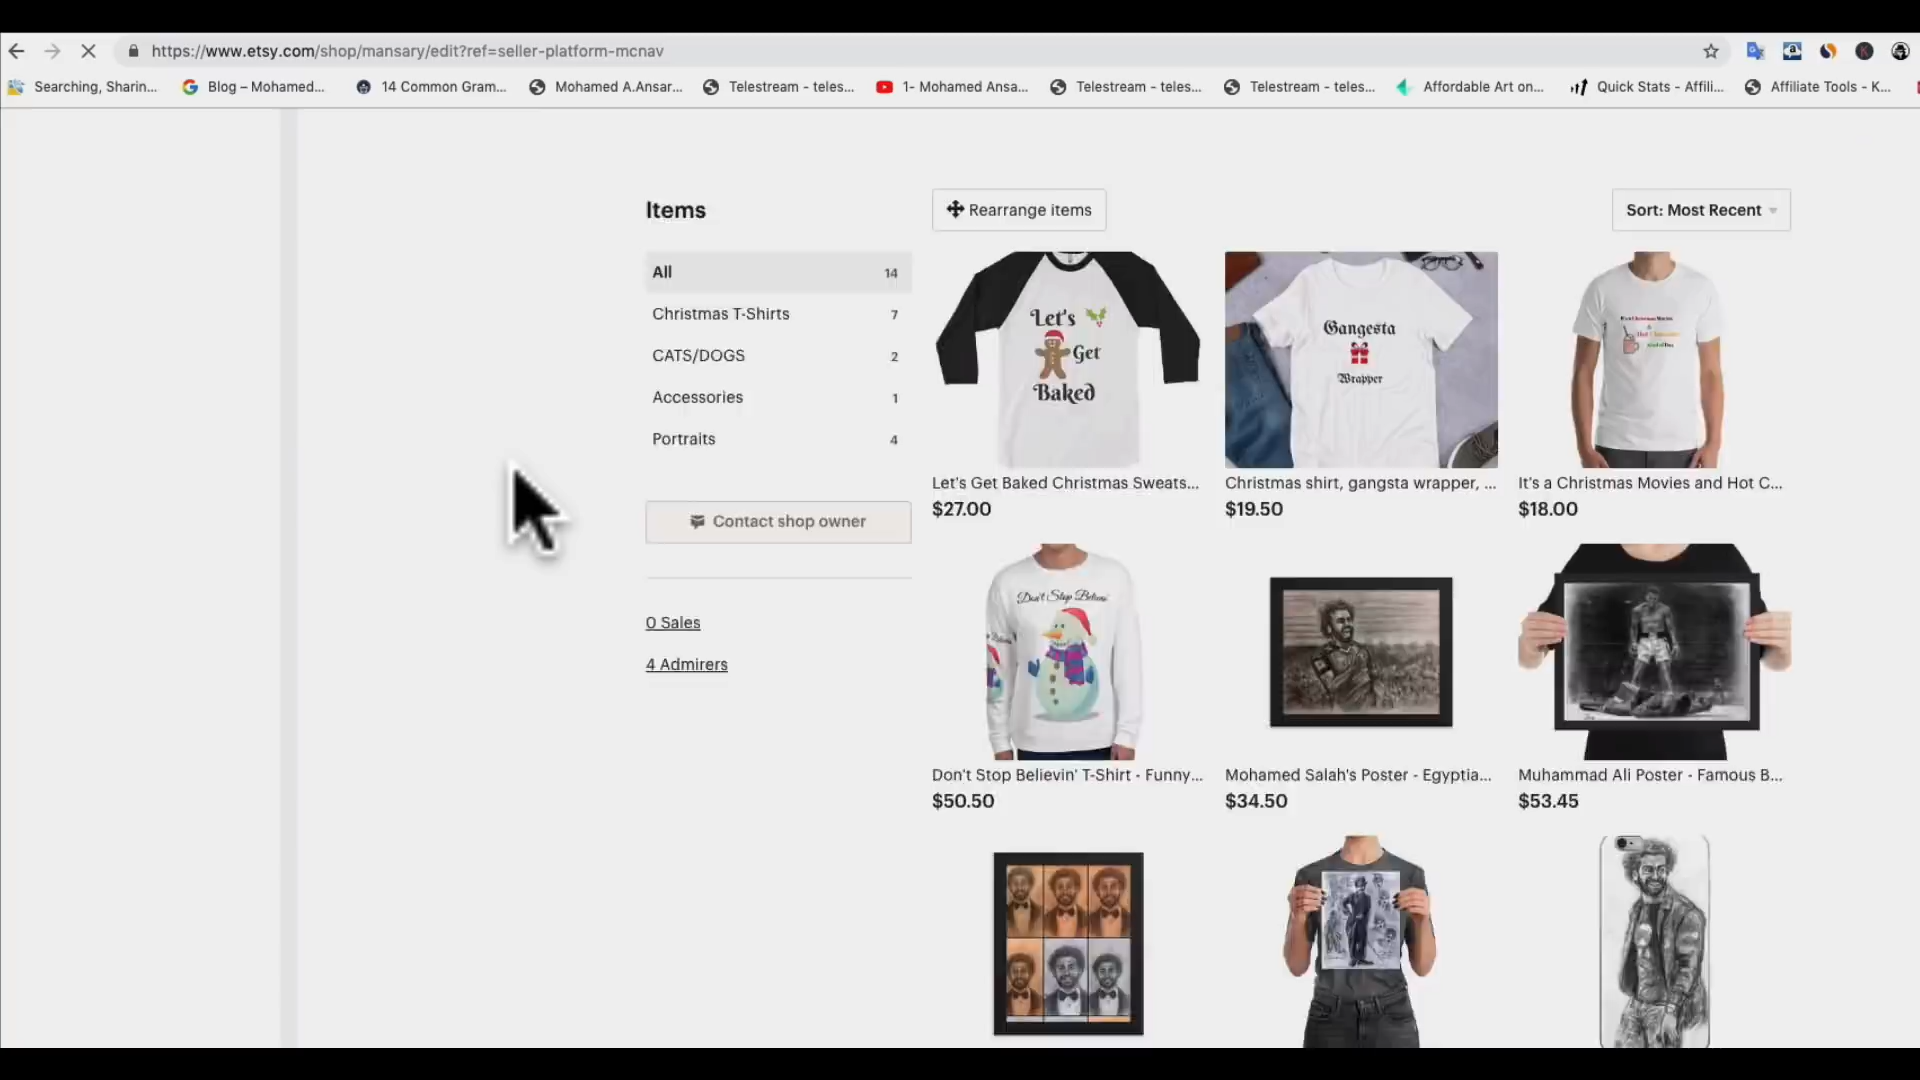 https://www.etsy.com/shop/mansary/edit?ref=seller-platform-mcnav
Searching, Sharin... Blog – Mohamed... 14 Common Gram... Mohamed A.Ansar... Telestream - teles... 1- Mohamed Ansa... Telestream - teles... Telestream - teles... Affordable Art on... Quick Stats - Affili... Affiliate Tools - K...
Items
Rearrange items
Sort: Most Recent
All 14
Christmas T-Shirts 7
CATS/DOGS 2
Accessories 1
Portraits 4
Contact shop owner
0 Sales
4 Admirers
Let's
Get
Baked
Gangesta
Wrapper
Let's Get Baked Christmas Sweats...
$27.00
Christmas shirt, gangsta wrapper, ...
$19.50
It's a Christmas Movies and Hot C...
$18.00
Don't Stop Believin'
Don't Stop Believin' T-Shirt - Funny...
$50.50
Mohamed Salah's Poster - Egyptia...
$34.50
Muhammad Ali Poster - Famous B...
$53.45